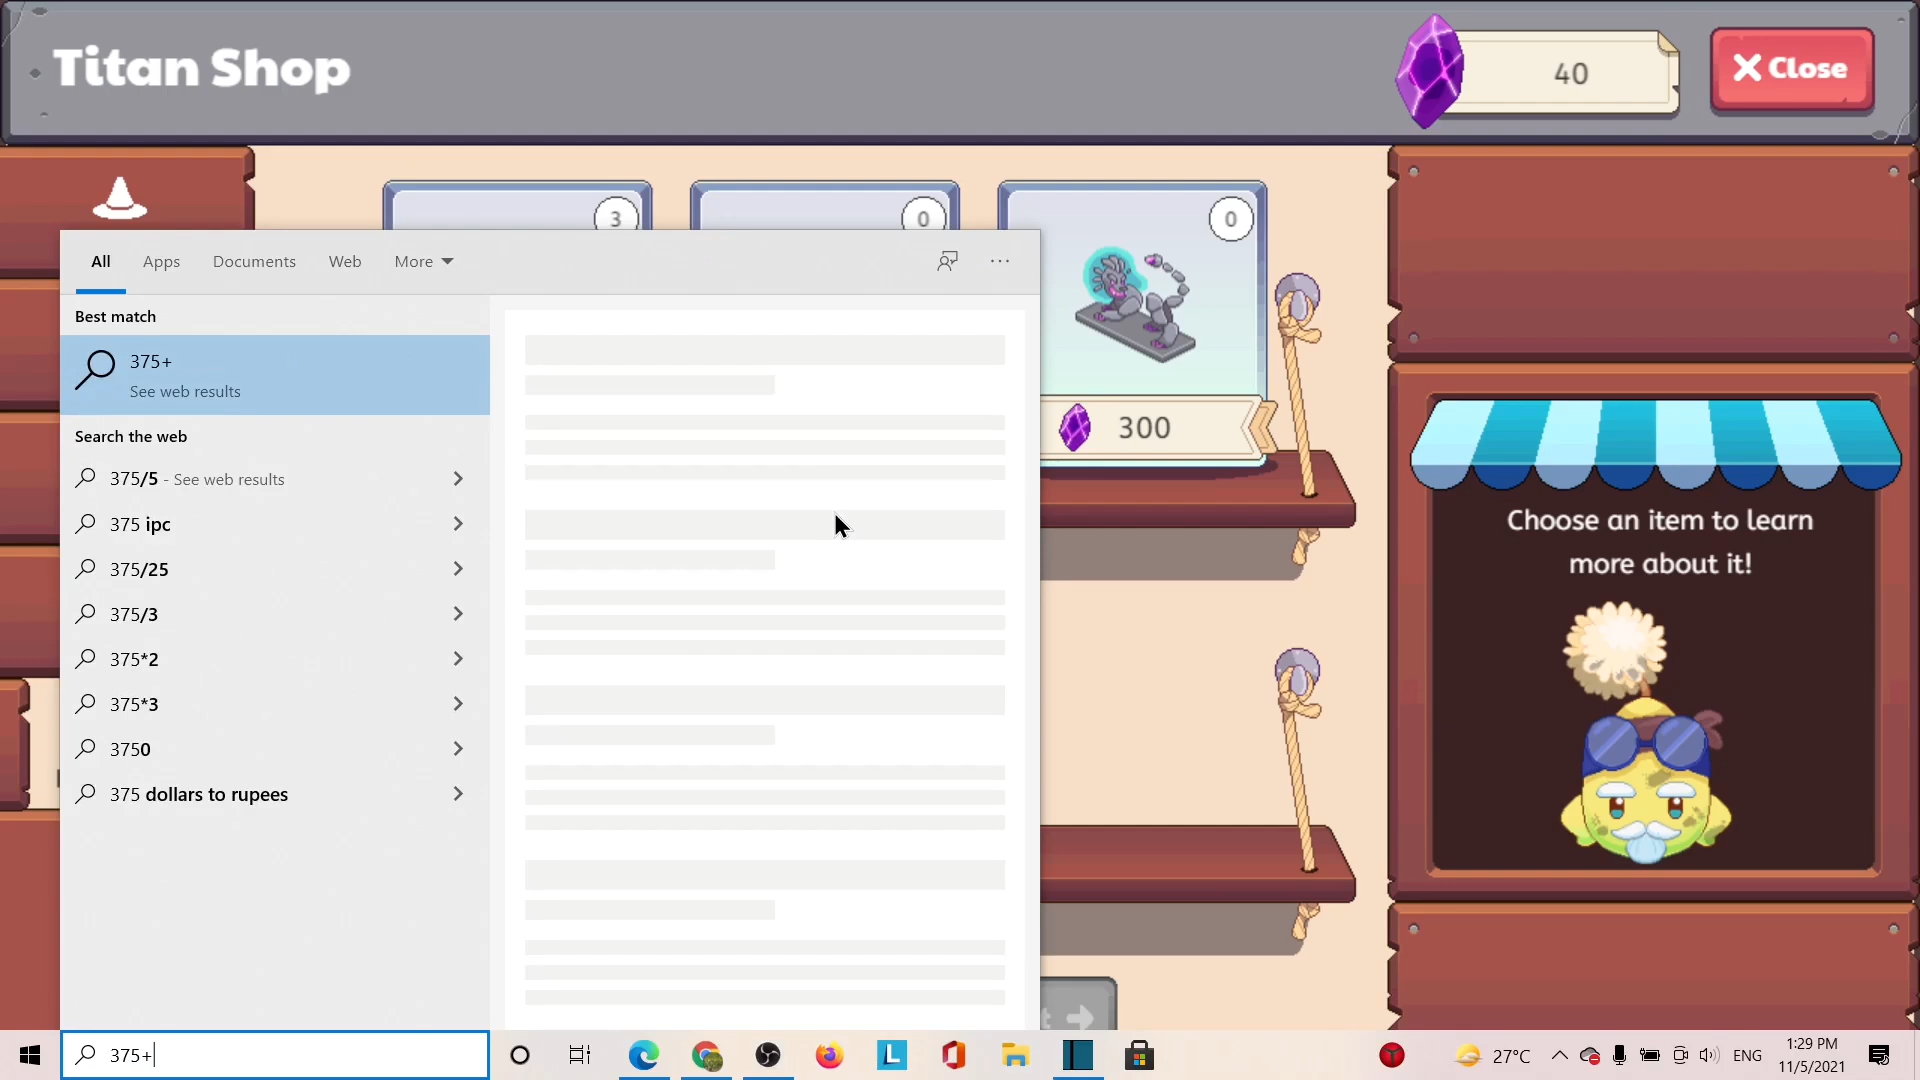 Titan Shop
40
Close
3
0
0
All
Apps
Documents
Web
More
Best match
375+
See web results
Search the web
375/5 - See web results
375 ipc
375/25
375/3
375*2
375*3
3750
375 dollars to rupees
300
Choose an item to learn
more about it!
375+
L
27°C
ENG
1:29 PM
11/5/2021